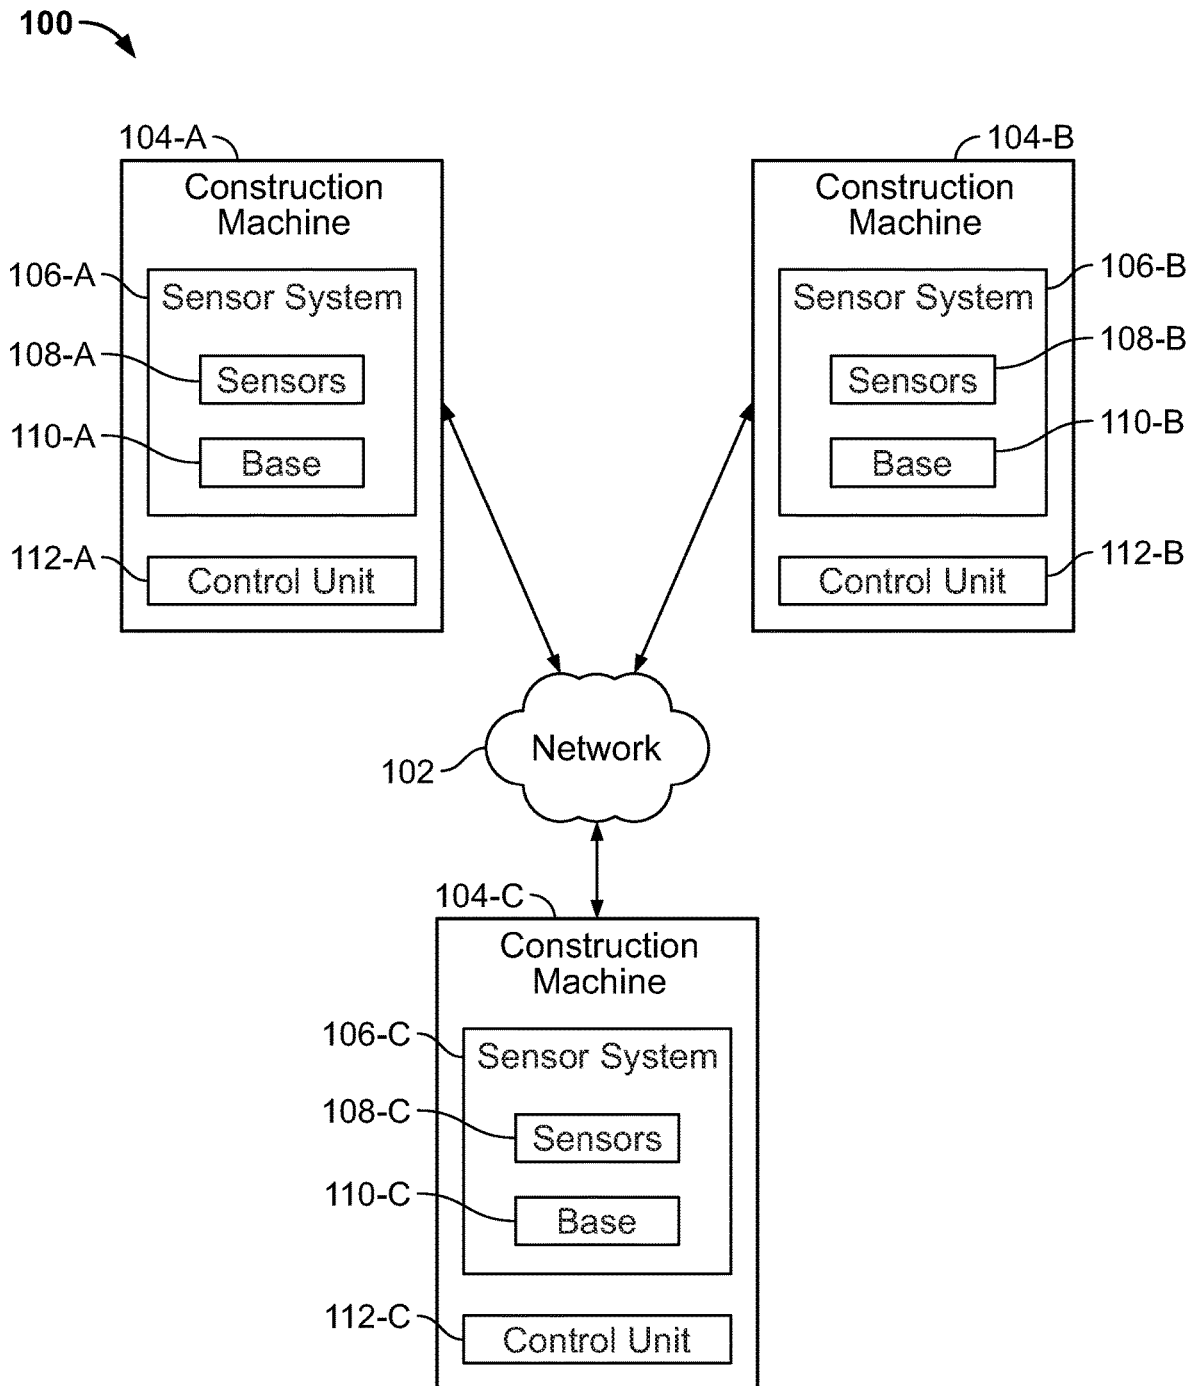 100
104-A
Construction
Machine
106-A
Sensor System
108-A
Sensors
110-A
Base
112-A
Control Unit
104-B
Construction
Machine
106-B
Sensor System
108-B
Sensors
110-B
Base
112-B
Control Unit
102
Network
104-C
Construction
Machine
106-C
Sensor System
108-C
Sensors
110-C
Base
112-C
Control Unit